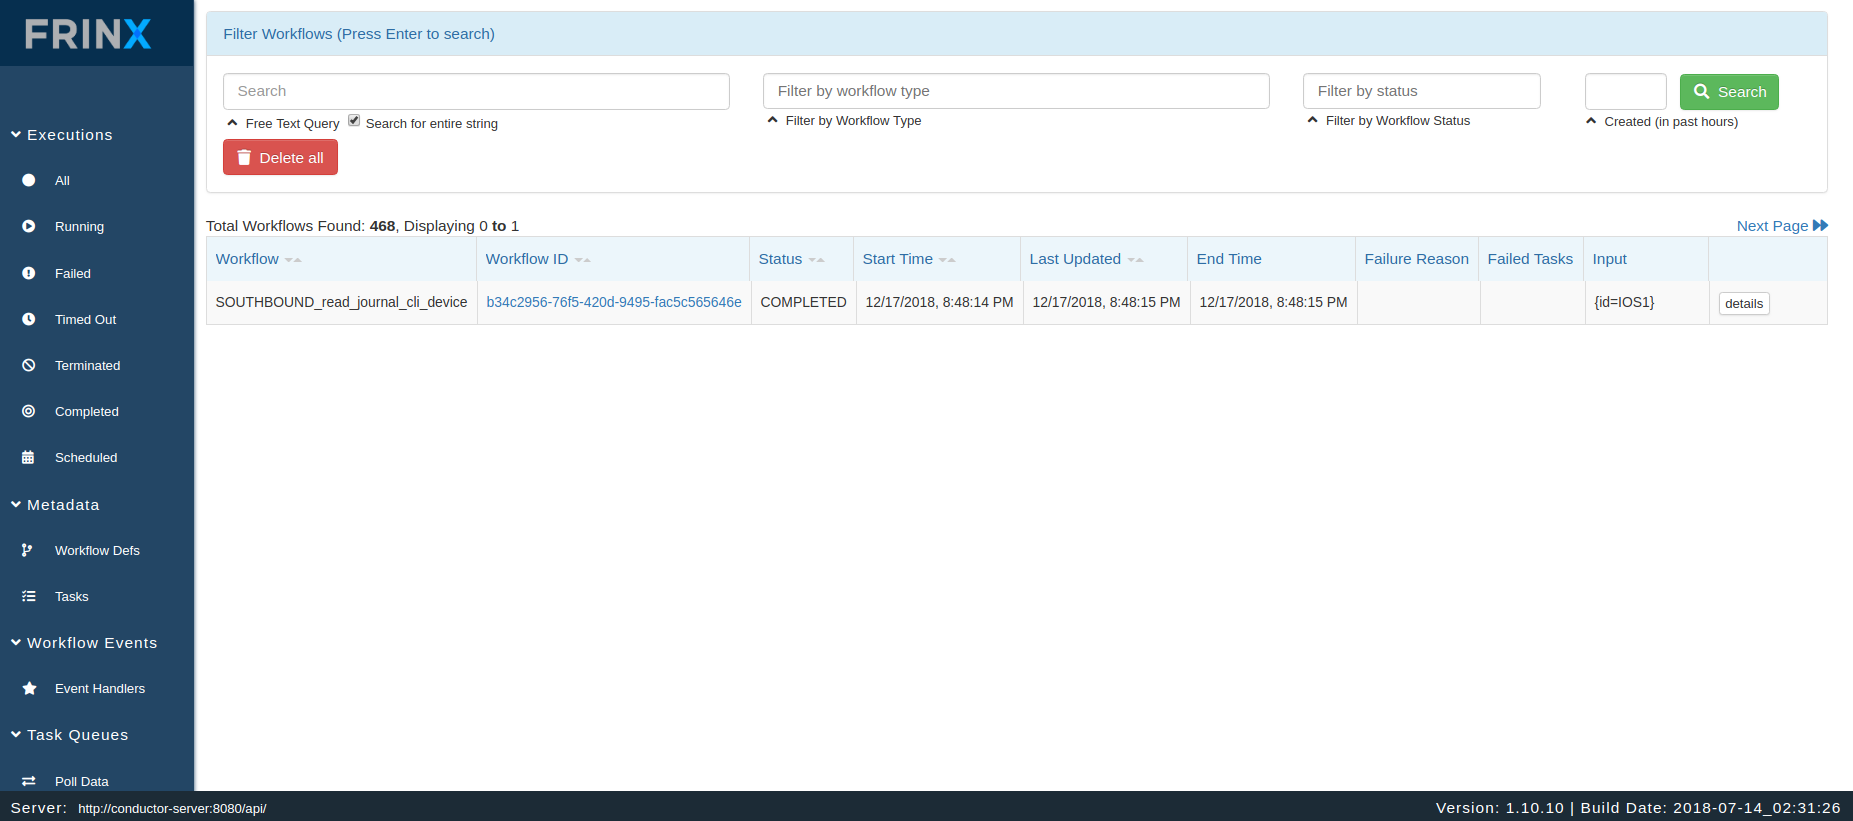 FRINX
Executions
All
Running
Failed
Timed Out
Terminated
Completed
Scheduled
Metadata
Workflow Defs
Tasks
Workflow Events
Event Handlers
Task Queues
Poll Data
Filter Workflows (Press Enter to search)
Search
Filter by workflow type
Filter by status
Search
Free Text Query Search for entire string
Filter by Workflow Type
Filter by Workflow Status
Created (in past hours)
Delete all
Total Workflows Found: 468, Displaying 0 to 1
Next Page
Workflow Workflow ID Status Start Time Last Updated End Time Failure Reason Failed Tasks Input
SOUTHBOUND_read_journal_cli_device b34c2956-76f5-420d-9495-fac5c565646e COMPLETED 12/17/2018, 8:48:14 PM 12/17/2018, 8:48:15 PM 12/17/2018, 8:48:15 PM {id=IOS1} details
Server: http://conductor-server:8080/api/
Version: 1.10.10 | Build Date: 2018-07-14_02:31:26